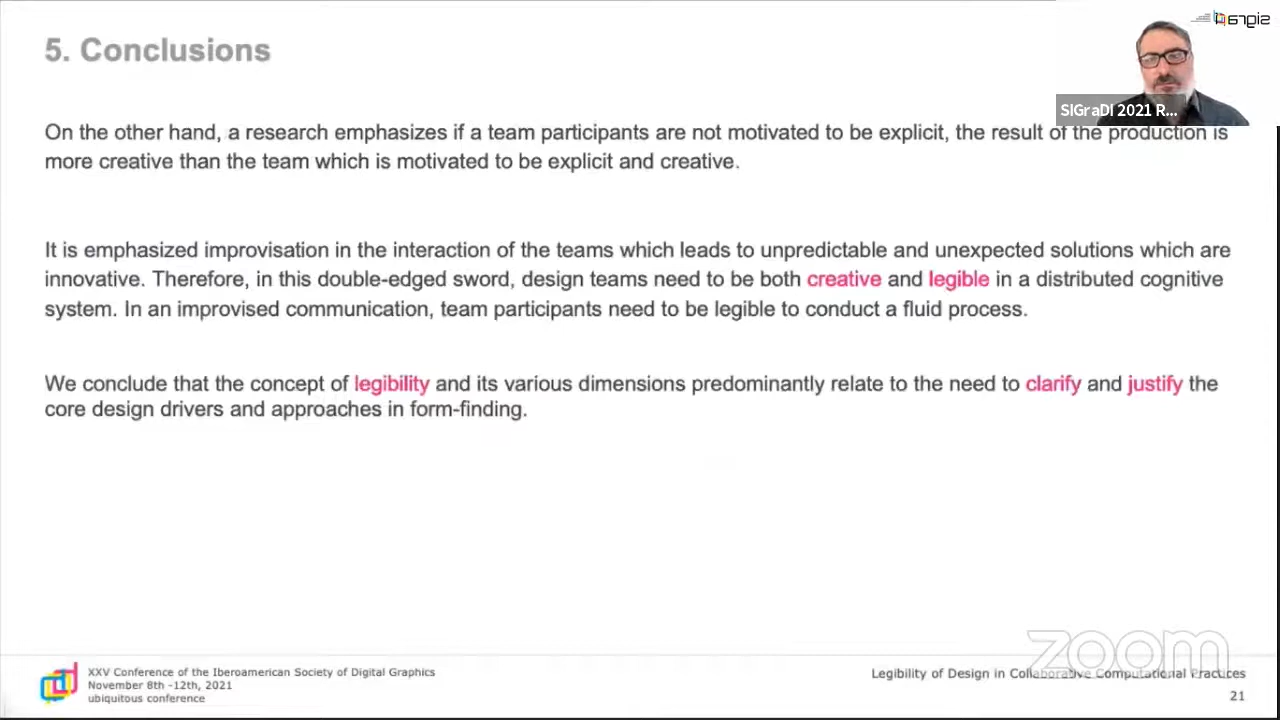 5. Conclusions
SIGraDI 2021 R...
On the other hand, a research emphasizes if a team participants are not motivated to be explicit, the result of the production is
more creative than the team which is motivated to be explicit and creative.
It is emphasized improvisation in the interaction of the teams which leads to unpredictable and unexpected solutions which are
innovative. Therefore, in this double-edged sword, design teams need to be both creative and legible in a distributed cognitive
system. In an improvised communication, team participants need to be legible to conduct a fluid process.
We conclude that the concept of legibility and its various dimensions predominantly relate to the need to clarify and justify the
core design drivers and approaches in form-finding.
zoom
XXV Conference of the Iberoamerican Society of Digital Graphics
November 8th -12th, 2021
ubiquitous conference
Legibility of Design in Collaborative Computational Practices
21